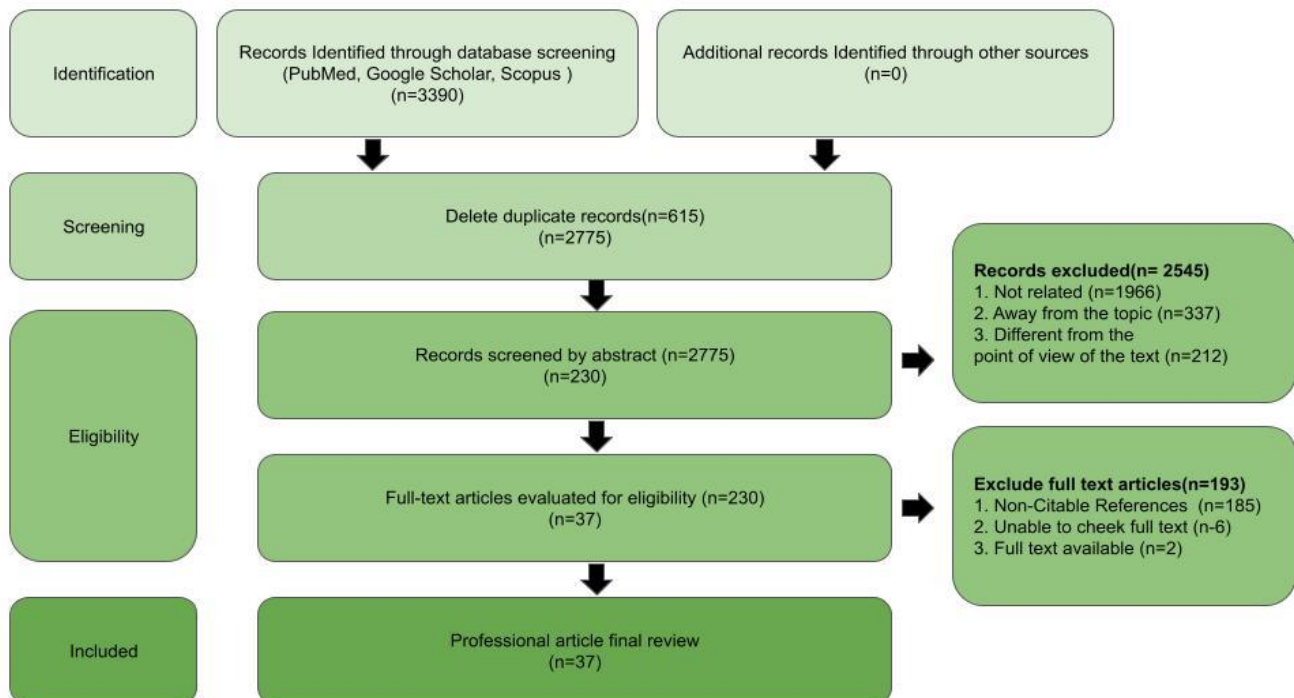 Identification
Records Identified through database screening
(PubMed, Google Scholar, Scopus )
(n=3390)
Additional records Identified through other sources
(n=0)
Screening
Delete duplicate records(n=615)
(n=2775)
Records excluded(n= 2545)
1. Not related (n=1966)
2. Away from the topic (n=337)
3. Different from the
point of view of the text (n=212)
Eligibility
Records screened by abstract (n=2775)
(n=230)
Full-text articles evaluated for eligibility (n=230)
(n=37)
Exclude full text articles(n=193)
1. Non-Citable References (n=185)
2. Unable to cheek full text (n-6)
3. Full text available (n=2)
Included
Professional article final review
(n=37)